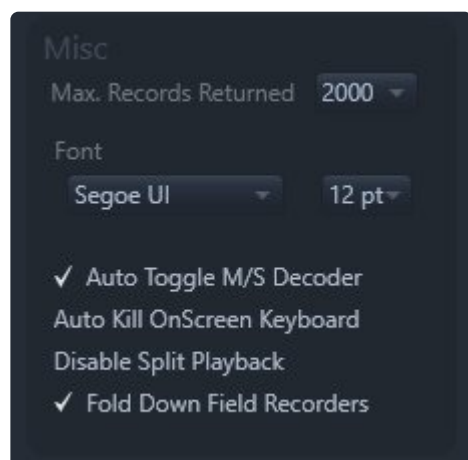 Misc
Max. Records Returned 2000
Font
Segoe UI 12 pt
✓ Auto Toggle M/S Decoder
Auto Kill OnScreen Keyboard
Disable Split Playback
✓ Fold Down Field Recorders